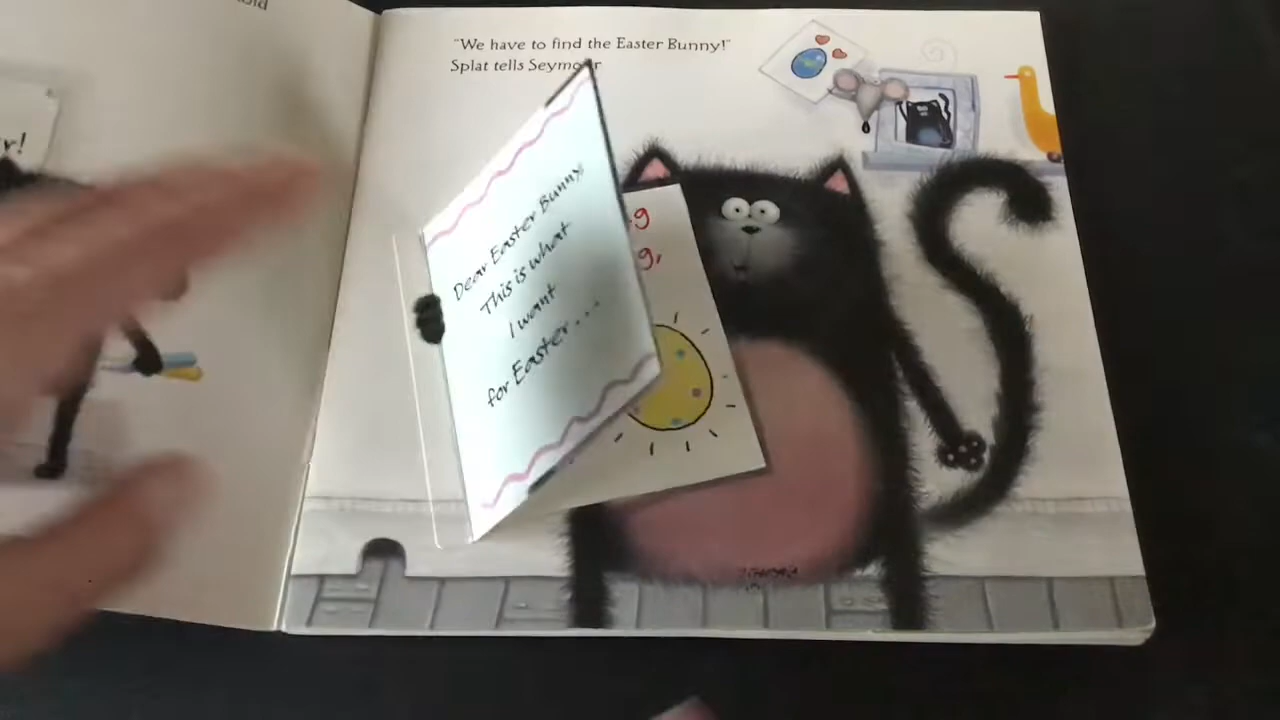 "We have to find the Easter Bunny!"
Splat tells Seymour
Dear Easter Bunny,
This is what
I want
for Easter...
g
g,
r!